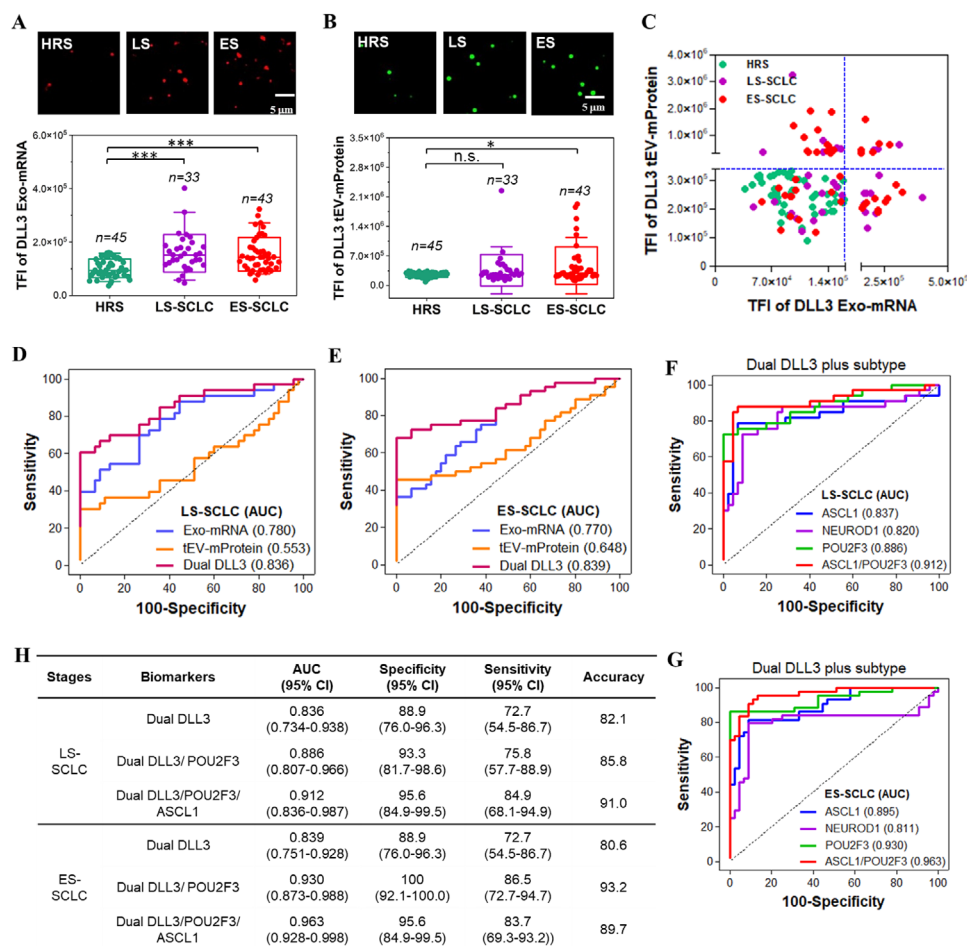 A
HRS
LS
ES
5 μm
TFI of DLL3 Exo-mRNA
6.0×10⁶
4.0×10⁵
2.0×10⁵
0.0
***
***
n=45
n=33
n=43
HRS
LS-SCLC
ES-SCLC
B
HRS
LS
ES
5 μm
TFI of DLL3 tEV-mProtein
3.5×10⁶
2.8×10⁶
2.1×10⁶
1.4×10⁶
7.0×10⁵
0.0
*
n.s.
n=45
n=33
n=43
HRS
LS-SCLC
ES-SCLC
C
TFI of DLL3 tEV-mProtein
4.0×10⁶
3.0×10⁶
2.0×10⁶
1.0×10⁶
3.0×10⁵
2.0×10⁵
1.0×10⁵
0
HRS
LS-SCLC
ES-SCLC
0
7.0×10⁴
1.4×10⁵
2.5×10⁵
5.0×10⁵
TFI of DLL3 Exo-mRNA
D
Sensitivity
100
80
60
40
20
0
LS-SCLC (AUC)
Exo-mRNA (0.780)
tEV-mProtein (0.553)
Dual DLL3 (0.836)
0 20 40 60 80 100
100-Specificity
E
Sensitivity
100
80
60
40
20
0
ES-SCLC (AUC)
Exo-mRNA (0.770)
tEV-mProtein (0.648)
Dual DLL3 (0.839)
0 20 40 60 80 100
100-Specificity
F
Dual DLL3 plus subtype
Sensitivity
100
80
60
40
20
0
LS-SCLC (AUC)
ASCL1 (0.837)
NEUROD1 (0.820)
POU2F3 (0.886)
ASCL1/POU2F3 (0.912)
0 20 40 60 80 100
100-Specificity
H
Stages Biomarkers AUC (95% CI) Specificity (95% CI) Sensitivity (95% CI) Accuracy
LS-SCLC
Dual DLL3 0.836 (0.734-0.938) 88.9 (76.0-96.3) 72.7 (54.5-86.7) 82.1
Dual DLL3/ POU2F3 0.886 (0.807-0.966) 93.3 (81.7-98.6) 75.8 (57.7-88.9) 85.8
Dual DLL3/POU2F3/ ASCL1 0.912 (0.836-0.987) 95.6 (84.9-99.5) 84.9 (68.1-94.9) 91.0
ES-SCLC
Dual DLL3 0.839 (0.751-0.928) 88.9 (76.0-96.3) 72.7 (54.5-86.7) 80.6
Dual DLL3/ POU2F3 0.930 (0.873-0.988) 100 (92.1-100.0) 86.5 (72.7-94.7) 93.2
Dual DLL3/POU2F3/ ASCL1 0.963 (0.928-0.998) 95.6 (84.9-99.5) 83.7 (69.3-93.2)) 89.7
G
Dual DLL3 plus subtype
Sensitivity
100
80
60
40
20
0
ES-SCLC (AUC)
ASCL1 (0.895)
NEUROD1 (0.811)
POU2F3 (0.930)
ASCL1/POU2F3 (0.963)
0 20 40 60 80 100
100-Specificity